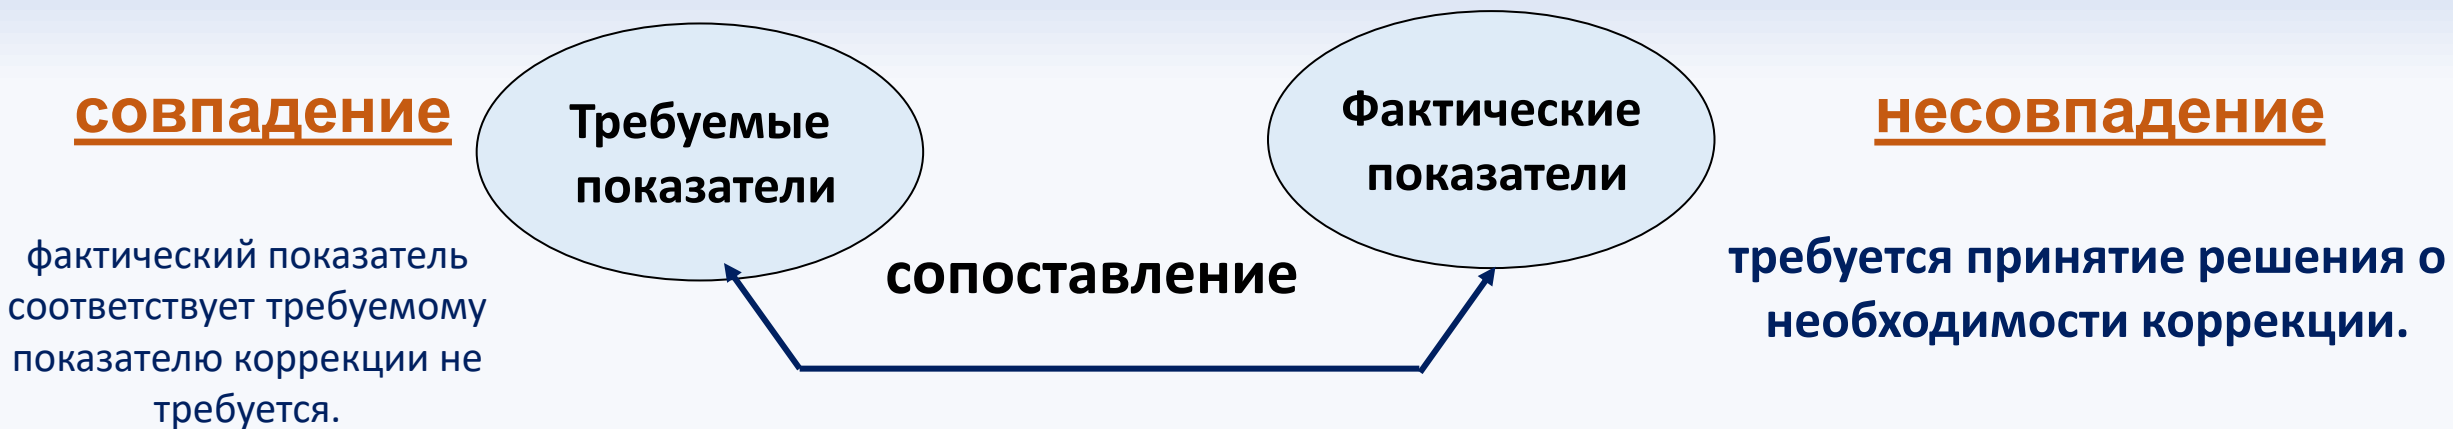 совпадение
фактический показатель
соответствует требуемому
показателю коррекции не
требуется.
Требуемые
показатели
сопоставление
Фактические
показатели
несовпадение
требуется принятие решения о
необходимости коррекции.